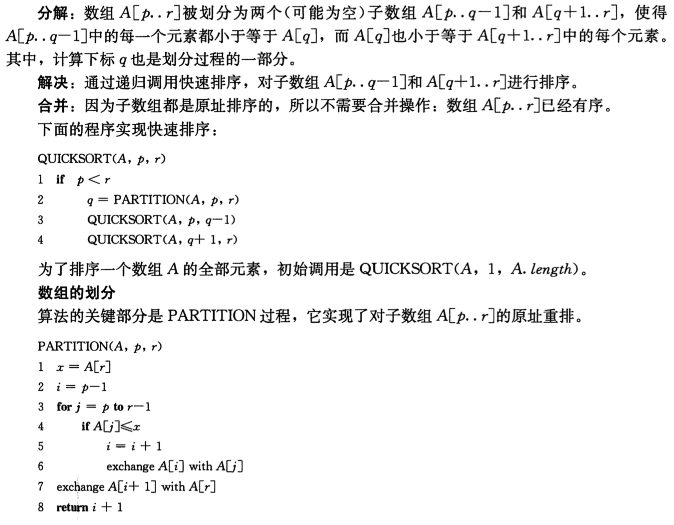 分解：数组 A[p..r]被划分为两个(可能为空)子数组 A[p..q－1]和 A[q＋1..r]，使得
A[p..q－1]中的每一个元素都小于等于 A[q]，而 A[q]也小于等于 A[q＋1..r]中的每个元素。
其中，计算下标 q 也是划分过程的一部分。
解决：通过递归调用快速排序，对子数组 A[p..q－1]和 A[q＋1..r]进行排序。
合并：因为子数组都是原址排序的，所以不需要合并操作：数组 A[p..r]已经有序。
下面的程序实现快速排序：
QUICKSORT(A, p, r)
1 if p < r
2 q = PARTITION(A, p, r)
3 QUICKSORT(A, p, q－1)
4 QUICKSORT(A, q＋1, r)
为了排序一个数组 A 的全部元素，初始调用是 QUICKSORT(A, 1, A.length)。
数组的划分
算法的关键部分是 PARTITION 过程，它实现了对子数组 A[p..r]的原址重排。
PARTITION(A, p, r)
1 x = A[r]
2 i = p－1
3 for j = p to r－1
4 if A[j]≤x
5 i = i + 1
6 exchange A[i] with A[j]
7 exchange A[i＋1] with A[r]
8 return i + 1